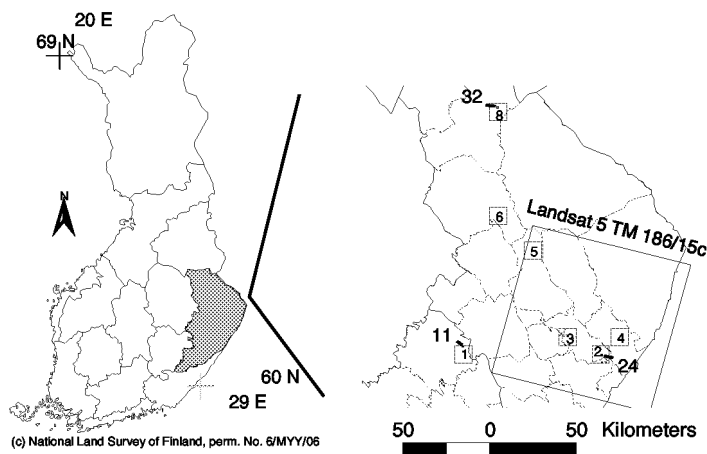 20 E
69 N
N
60 N
29 E
(c) National Land Survey of Finland, perm. No. 6/MYY/06
32
8
6
Landsat 5 TM 186/15c
5
11
1
3
4
2
24
50 0 50 Kilometers